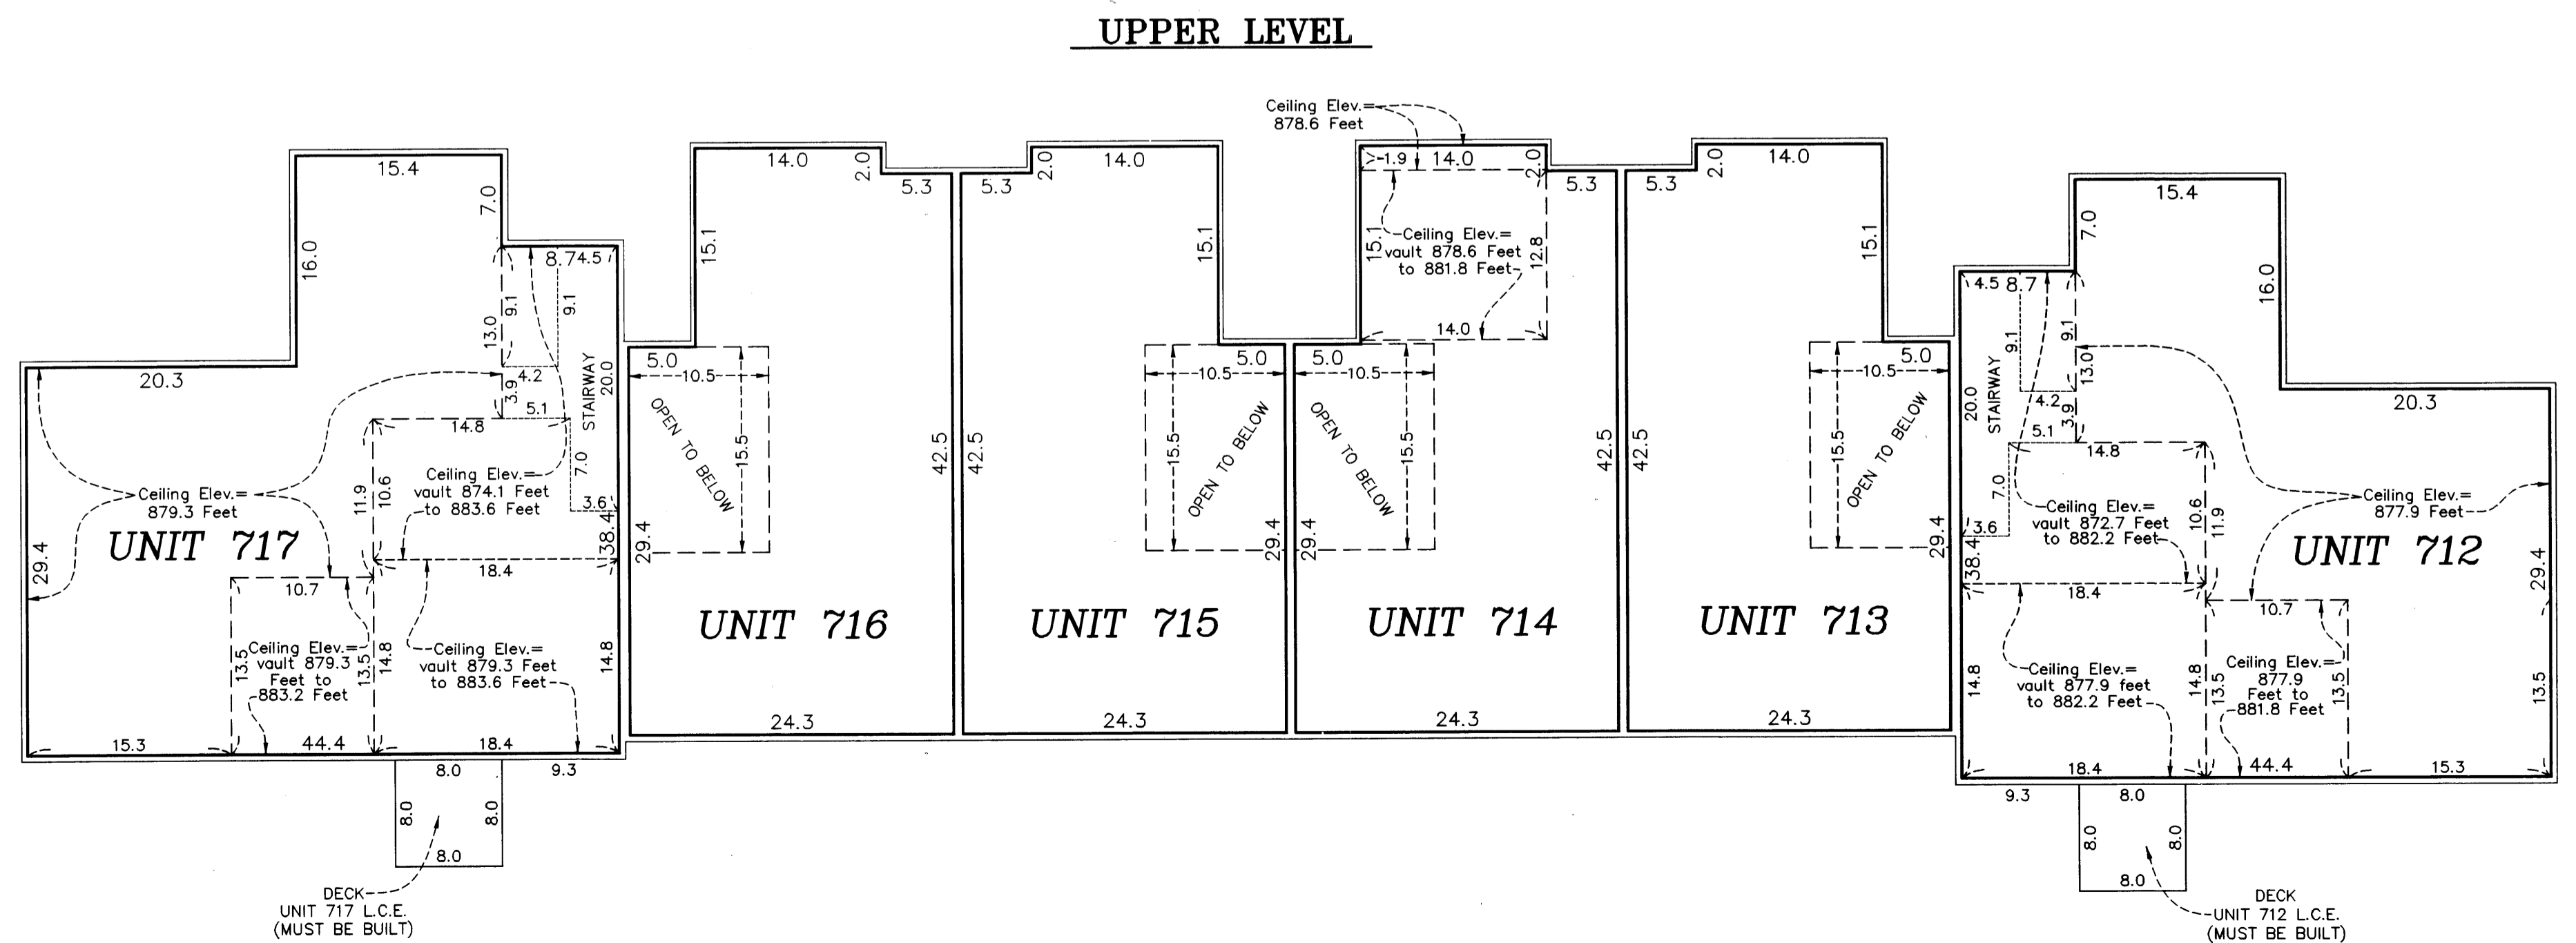 UPPER LEVEL
Ceiling Elev.=
878.6 Feet
15.4
7.0
16.0
20.3
8.7
4.5
9.1
9.1
13.0
4.2
3.9
5.1
STAIRWAY
20.0
14.8
7.0
3.6
38.4
Ceiling Elev.=
vault 874.1 Feet
to 883.6 Feet
11.9
10.6
18.4
Ceiling Elev.=
879.3 Feet
UNIT 717
29.4
10.7
13.5
Ceiling Elev.=
vault 879.3
Feet to
883.2 Feet
13.5
14.8
Ceiling Elev.=
vault 879.3 Feet
to 883.6 Feet
14.8
15.3
44.4
18.4
8.0
9.3
8.0
8.0
8.0
DECK
UNIT 717 L.C.E.
(MUST BE BUILT)
14.0
2.0
5.3
15.1
5.0
10.5
OPEN TO BELOW
15.5
29.4
42.5
UNIT 716
24.3
5.3
2.0
14.0
15.1
5.0
10.5
15.5
OPEN TO BELOW
29.4
42.5
UNIT 715
24.3
1.9
14.0
2.0
5.3
15.1
Ceiling Elev.=
vault 878.6 Feet
to 881.8 Feet
12.8
14.0
5.0
10.5
OPEN TO BELOW
15.5
29.4
42.5
UNIT 714
24.3
5.3
2.0
14.0
15.1
5.0
10.5
15.5
OPEN TO BELOW
29.4
42.5
UNIT 713
24.3
15.4
7.0
16.0
20.3
4.5
8.7
9.1
9.1
13.0
4.2
3.9
5.1
STAIRWAY
20.0
14.8
7.0
3.6
38.4
Ceiling Elev.=
vault 872.7 Feet
to 882.2 Feet
10.6
11.9
18.4
Ceiling Elev.=
877.9 Feet
UNIT 712
29.4
10.7
14.8
Ceiling Elev.=
vault 877.9 feet
to 882.2 Feet
14.8
13.5
Ceiling Elev.=
877.9
Feet to
881.8 Feet
13.5
13.5
18.4
44.4
15.3
9.3
8.0
8.0
8.0
8.0
DECK
UNIT 712 L.C.E.
(MUST BE BUILT)